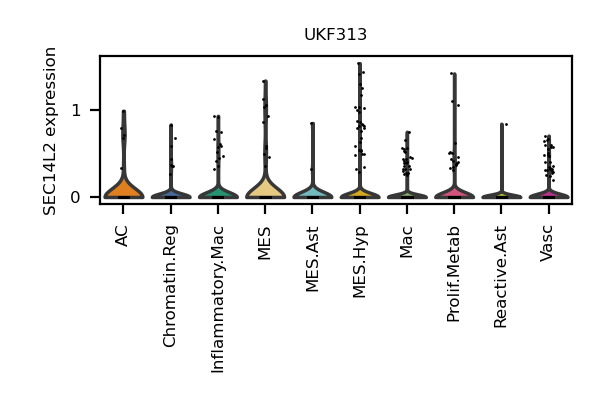 UKF313
SEC14L2 expression
1
0
AC
Chromatin.Reg
Inflammatory.Mac
MES
MES.Ast
MES.Hyp
Mac
Prolif.Metab
Reactive.Ast
Vasc